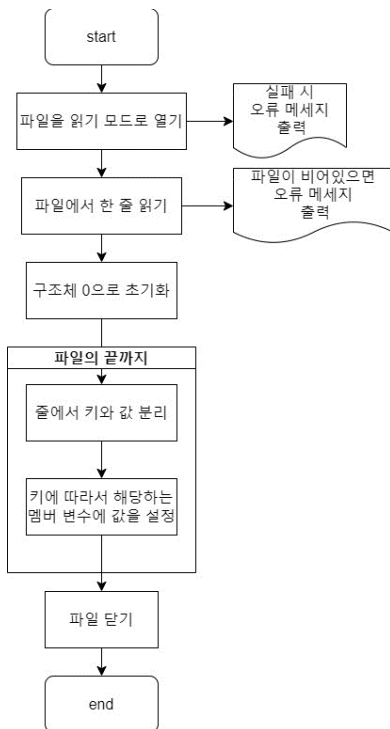 start
파일을 읽기 모드로 열기
실패 시
오류 메세지
출력
파일에서 한 줄 읽기
파일이 비어있으면
오류 메세지
출력
구조체 0으로 초기화
파일의 끝까지
줄에서 키와 값 분리
키에 따라서 해당하는
멤버 변수에 값을 설정
파일 닫기
end